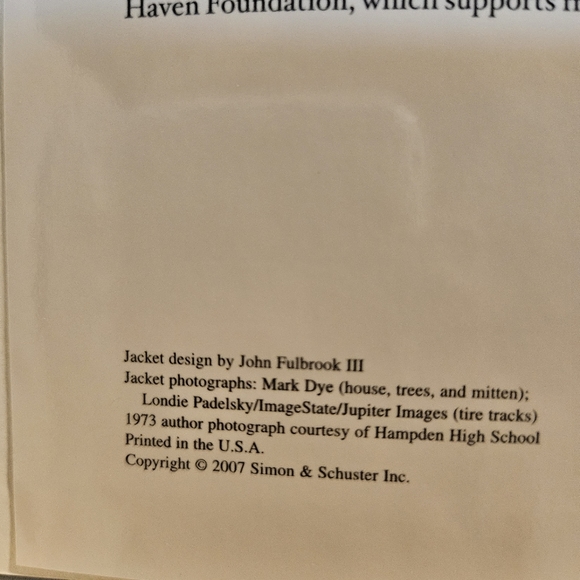 Haven Foundation, which supports
Jacket design by John Fulbrook III
Jacket photographs: Mark Dye (house, trees, and mitten);
Londie Padelsky/ImageState/Jupiter Images (tire tracks)
1973 author photograph courtesy of Hampden High School
Printed in the U.S.A.
Copyright © 2007 Simon & Schuster Inc.